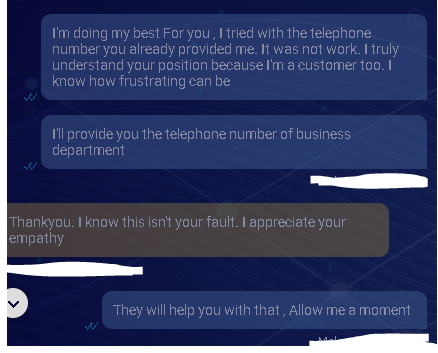 I'm doing my best For you , I tried with the telephone
number you already provided me. It was not work. I truly
understand your position because I'm a customer too. I
know how frustrating can be
I'll provide you the telephone number of business
department
Thankyou. I know this isn't your fault. I appreciate your
empathy
They will help you with that , Allow me a moment